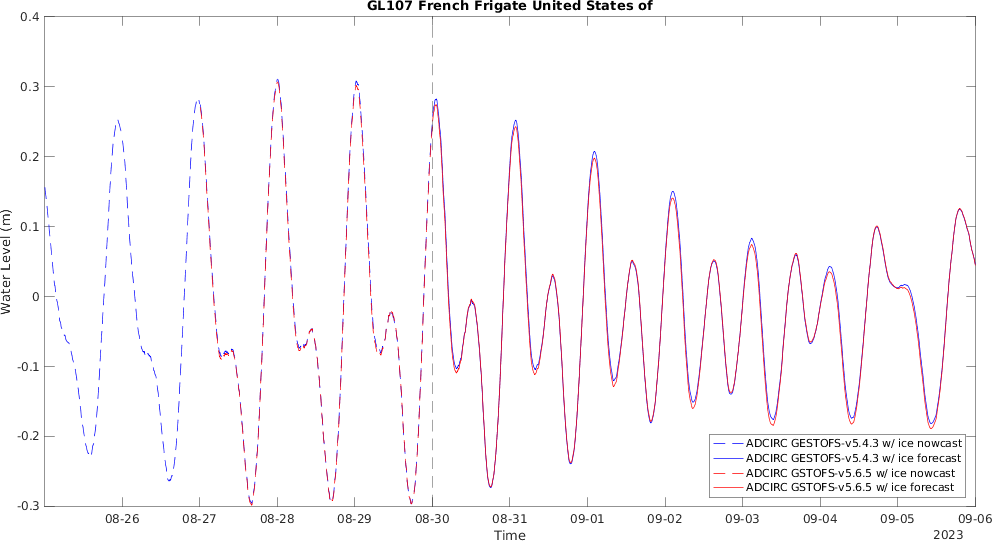 GL107 French Frigate United States of
0.4
0.3
0.2
0.1
0
-0.1
-0.2
-0.3
Water Level (m)
ADCIRC GESTOFS-v5.4.3 w/ ice nowcast
ADCIRC GESTOFS-v5.4.3 w/ ice forecast
ADCIRC GSTOFS-v5.6.5 w/ ice nowcast
ADCIRC GSTOFS-v5.6.5 w/ ice forecast
08-26 08-27 08-28 08-29 08-30 08-31 09-01 09-02 09-03 09-04 09-05 09-06
Time
2023